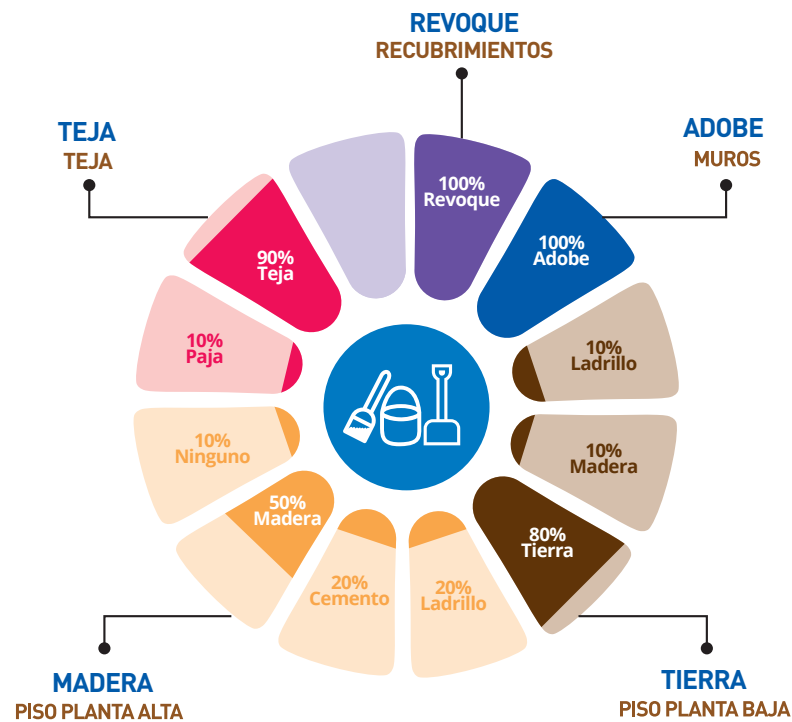 REVOQUE
RECUBRIMIENTOS
TEJA
TEJA
ADOBE
MUROS
100%
Revoque
100%
Adobe
90%
Teja
10%
Ladrillo
10%
Paja
10%
Madera
10%
Ninguno
80%
Tierra
50%
Madera
20%
Cemento
20%
Ladrillo
MADERA
PISO PLANTA ALTA
TIERRA
PISO PLANTA BAJA